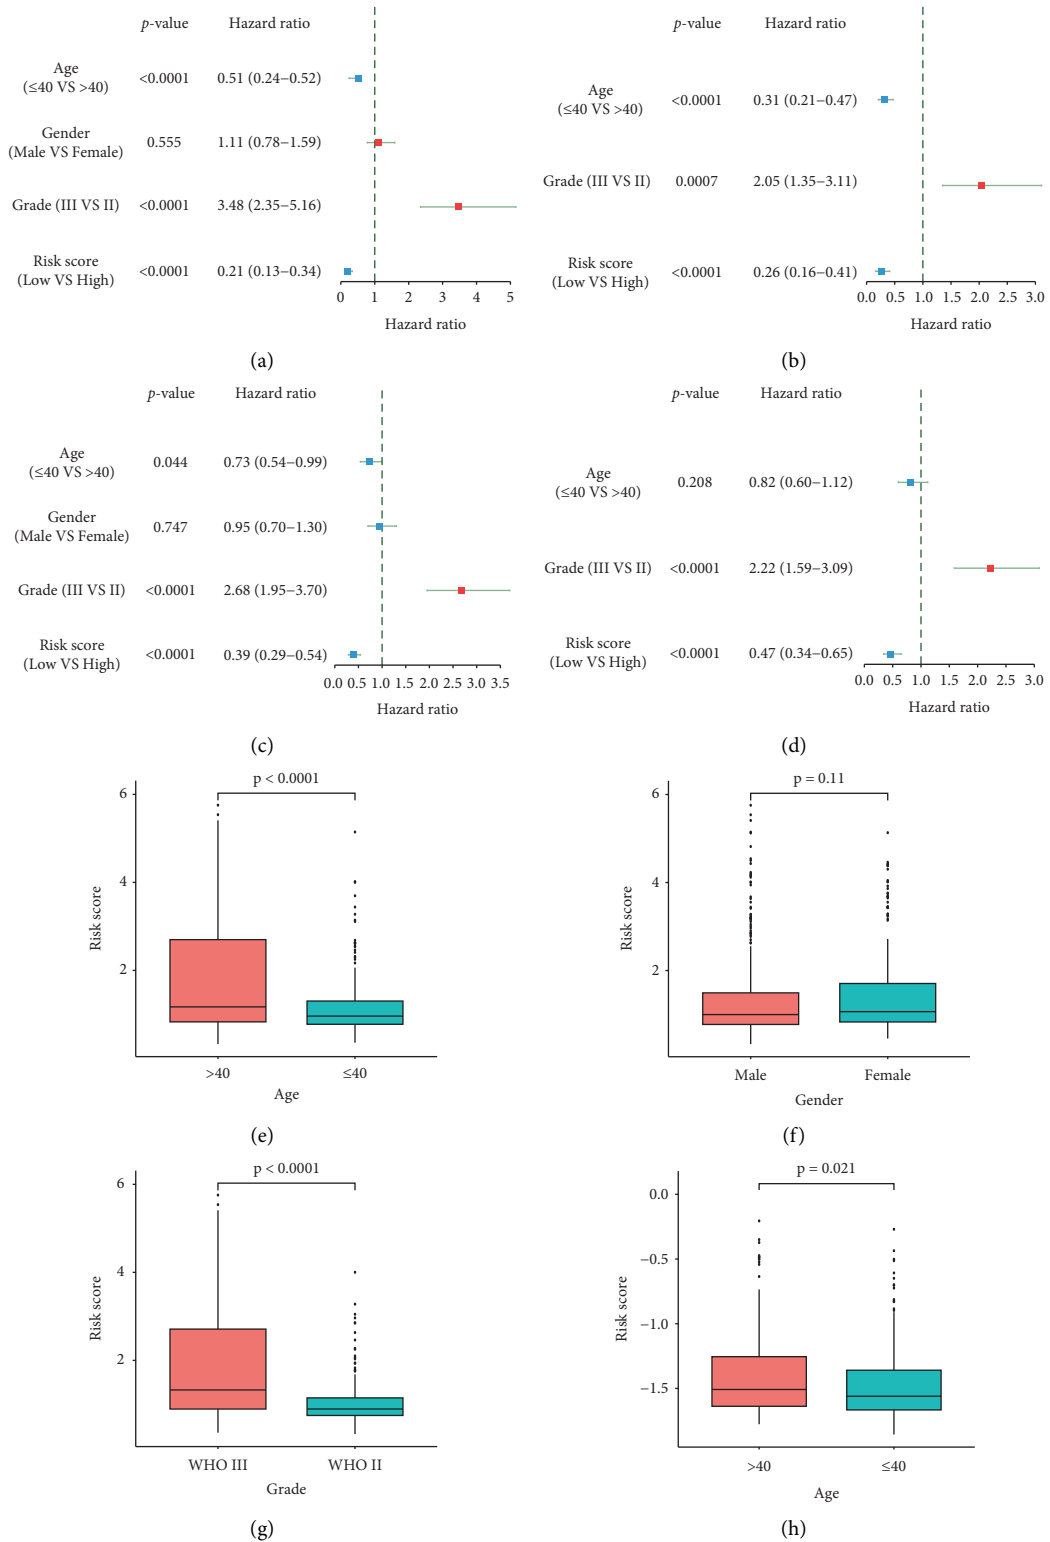 p-value Hazard ratio
Age
(≤40 VS >40) <0.0001 0.51 (0.24−0.52)
Gender
(Male VS Female) 0.555 1.11 (0.78−1.59)
Grade (III VS II) <0.0001 3.48 (2.35−5.16)
Risk score
(Low VS High) <0.0001 0.21 (0.13−0.34)
0 1 2 3 4 5
Hazard ratio
(a)
p-value Hazard ratio
Age
(≤40 VS >40) <0.0001 0.31 (0.21−0.47)
Grade (III VS II) 0.0007 2.05 (1.35−3.11)
Risk score
(Low VS High) <0.0001 0.26 (0.16−0.41)
0.0 0.5 1.0 1.5 2.0 2.5 3.0
Hazard ratio
(b)
p-value Hazard ratio
Age
(≤40 VS >40) 0.044 0.73 (0.54−0.99)
Gender
(Male VS Female) 0.747 0.95 (0.70−1.30)
Grade (III VS II) <0.0001 2.68 (1.95−3.70)
Risk score
(Low VS High) <0.0001 0.39 (0.29−0.54)
0.0 0.5 1.0 1.5 2.0 2.5 3.0 3.5
Hazard ratio
(c)
p-value Hazard ratio
Age
(≤40 VS >40) 0.208 0.82 (0.60−1.12)
Grade (III VS II) <0.0001 2.22 (1.59−3.09)
Risk score
(Low VS High) <0.0001 0.47 (0.34−0.65)
0.0 0.5 1.0 1.5 2.0 2.5 3.0
Hazard ratio
(d)
p < 0.0001
6
4
2
Risk score
>40 ≤40
Age
(e)
p = 0.11
6
4
2
Risk score
Male Female
Gender
(f)
p < 0.0001
6
4
2
Risk score
WHO III WHO II
Grade
(g)
p = 0.021
0.0
−0.5
−1.0
−1.5
Risk score
>40 ≤40
Age
(h)